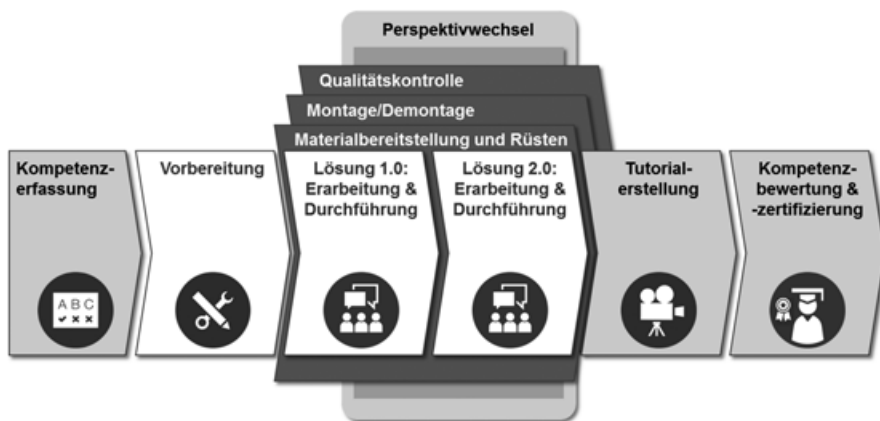 Perspektivwechsel
Qualitätskontrolle
Montage/Demontage
Materialbereitstellung und Rüsten
Kompetenz-
erfassung
Vorbereitung
Lösung 1.0:
Erarbeitung &
Durchführung
Lösung 2.0:
Erarbeitung &
Durchführung
Tutorial-
erstellung
Kompetenz-
bewertung &
-zertifizierung
A B C